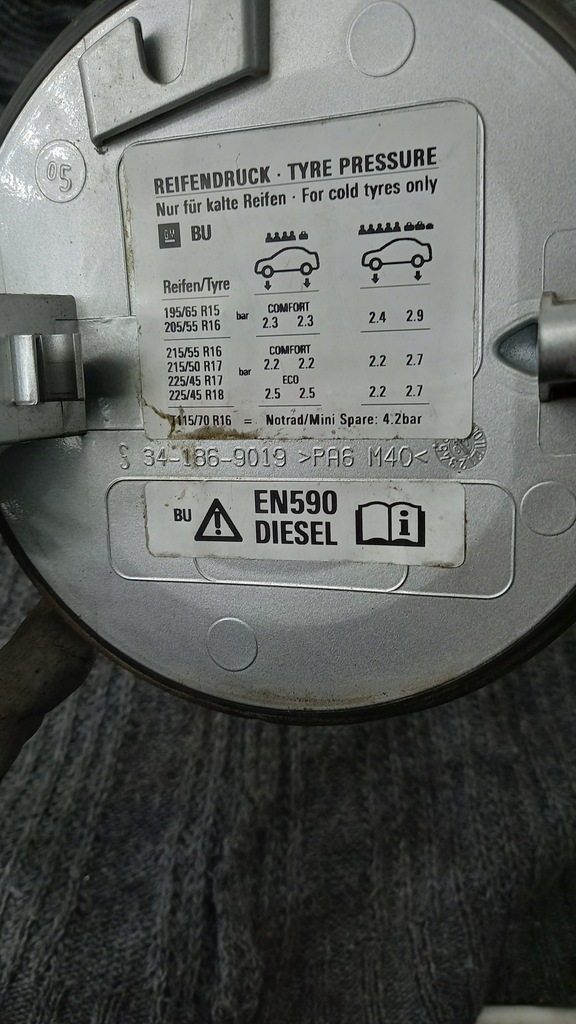 05
REIFENDRUCK · TYRE PRESSURE
Nur für kalte Reifen · For cold tyres only
GM BU
Reifen/Tyre
195/65 R15 bar COMFORT
205/55 R16 2.3 2.3 2.4 2.9
215/55 R16 COMFORT
215/50 R17 bar 2.2 2.2 2.2 2.7
225/45 R17 ECO
225/45 R18 2.5 2.5 2.2 2.7
T115/70 R16 = Notrad/Mini Spare: 4.2bar
34-186-9019 >PA6 M40<
BU EN590
DIESEL i